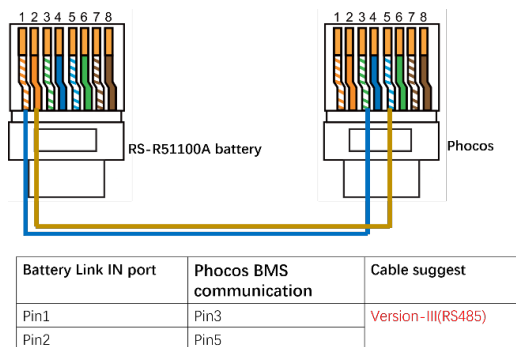 1 2 3 4 5 6 7 8
1 2 3 4 5 6 7 8
RS-R51100A battery
Phocos
Battery Link IN port
Phocos BMS
communication
Cable suggest
Pin1
Pin3
Version-III(RS485)
Pin2
Pin5